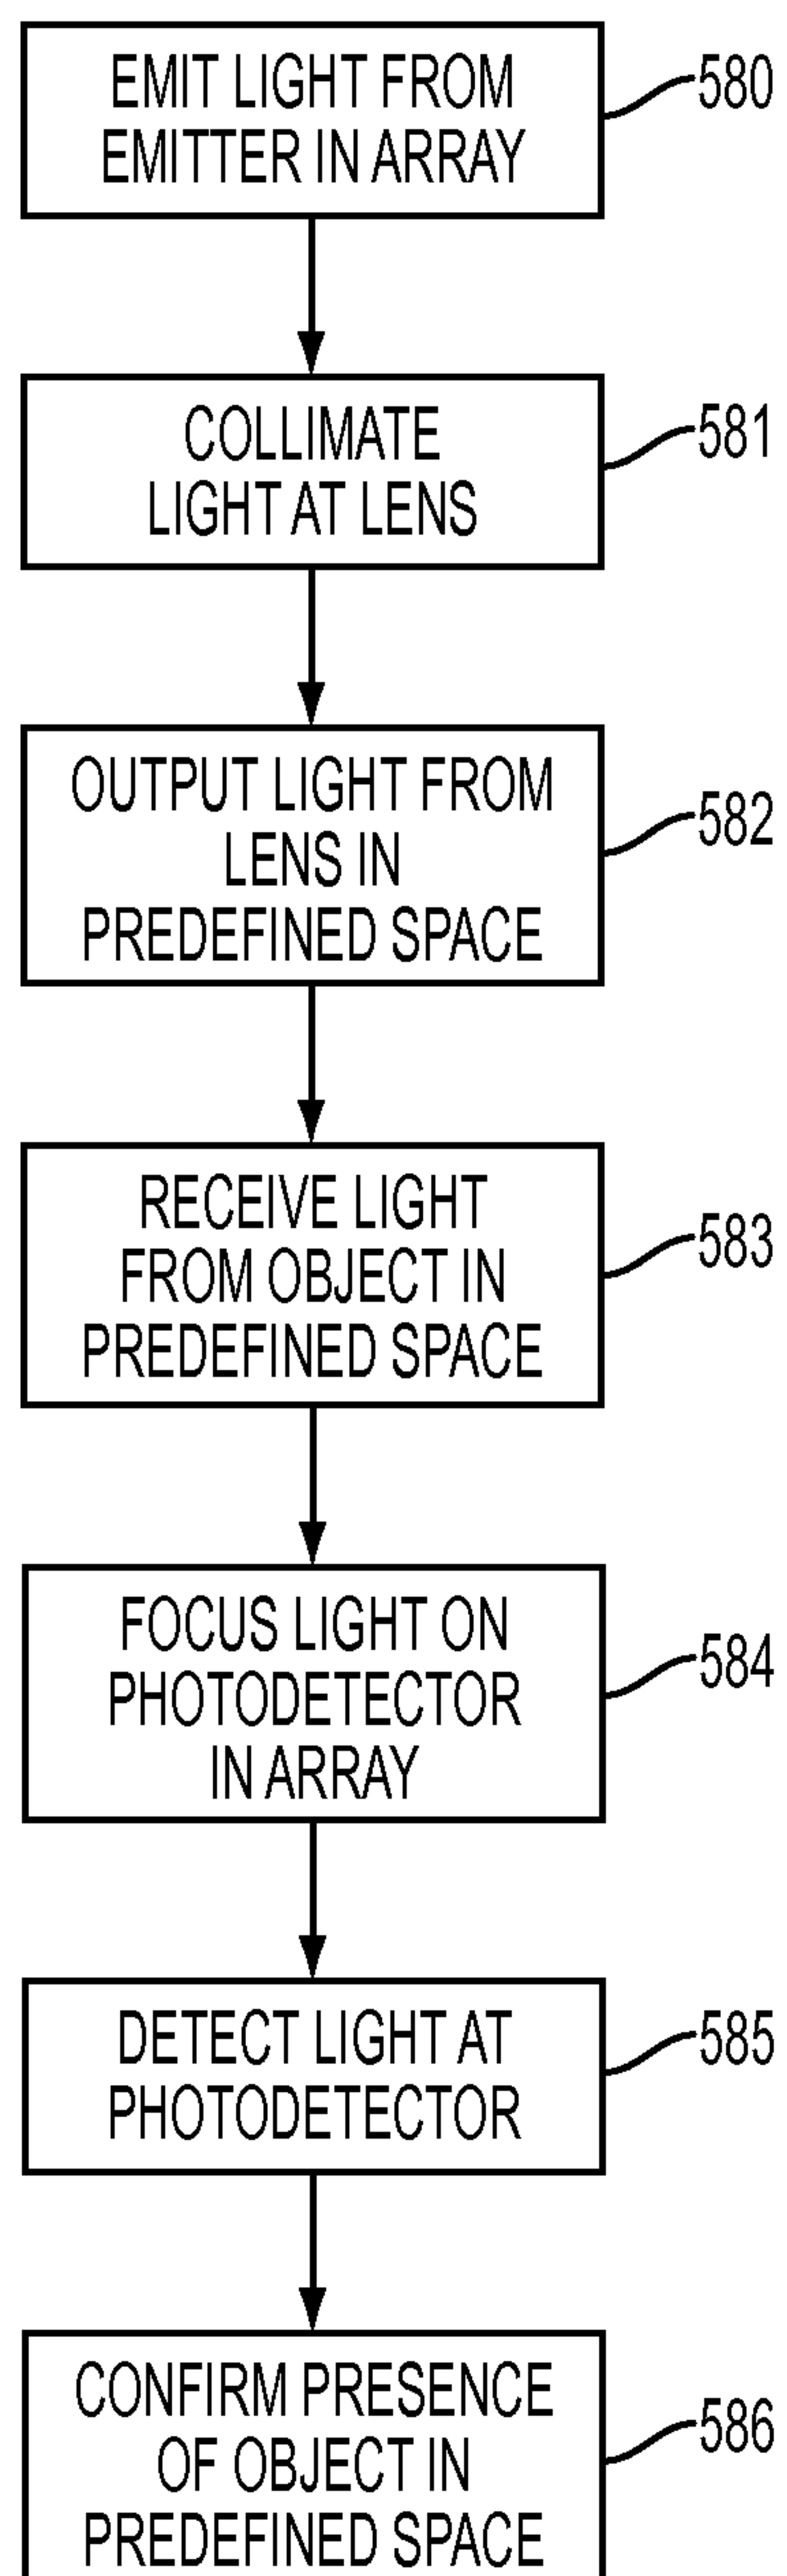 EMIT LIGHT FROM
EMITTER IN ARRAY
580
COLLIMATE
LIGHT AT LENS
581
OUTPUT LIGHT FROM
LENS IN
PREDEFINED SPACE
582
RECEIVE LIGHT
FROM OBJECT IN
PREDEFINED SPACE
583
FOCUS LIGHT ON
PHOTODETECTOR
IN ARRAY
584
DETECT LIGHT AT
PHOTODETECTOR
585
CONFIRM PRESENCE
OF OBJECT IN
PREDEFINED SPACE
586